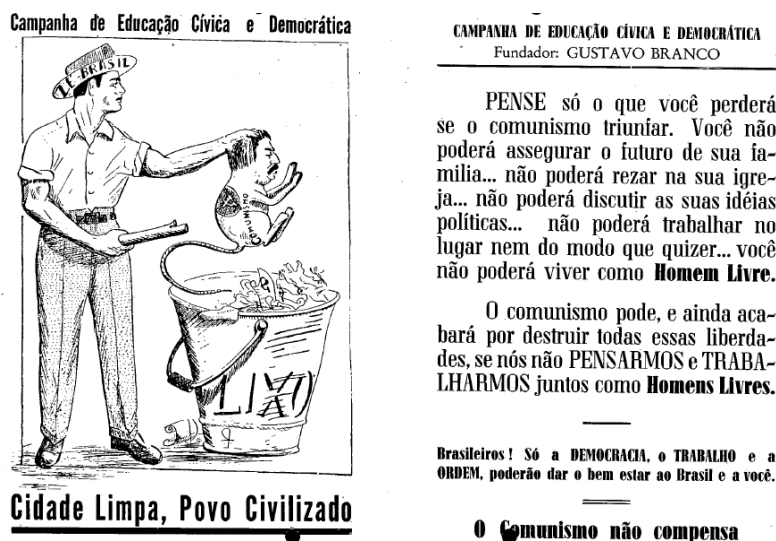 Campanha de Educação Cívica e Democrática
ZÉ BRASIL
COMUNISMO
LIXO
Cidade Limpa, Povo Civilizado
CAMPANHA DE EDUCAÇÃO CÍVICA E DEMOCRÁTICA
Fundador: GUSTAVO BRANCO
PENSE só o que você perderá
se o comunismo triunfar. Você não
poderá assegurar o futuro de sua fa-
milia... não poderá rezar na sua igre-
ja... não poderá discutir as suas idéias
políticas... não poderá trabalhar no
lugar nem do modo que quizer... você
não poderá viver como Homem Livre.
O comunismo pode, e ainda aca-
bará por destruir todas essas liberda-
des, se nós não PENSARMOS e TRABA-
LHARMOS juntos como Homens Livres.
Brasileiros! Só a DEMOCRACIA, o TRABALHO e a
ORDEM, poderão dar o bem estar ao Brasil e a você.
O Comunismo não compensa